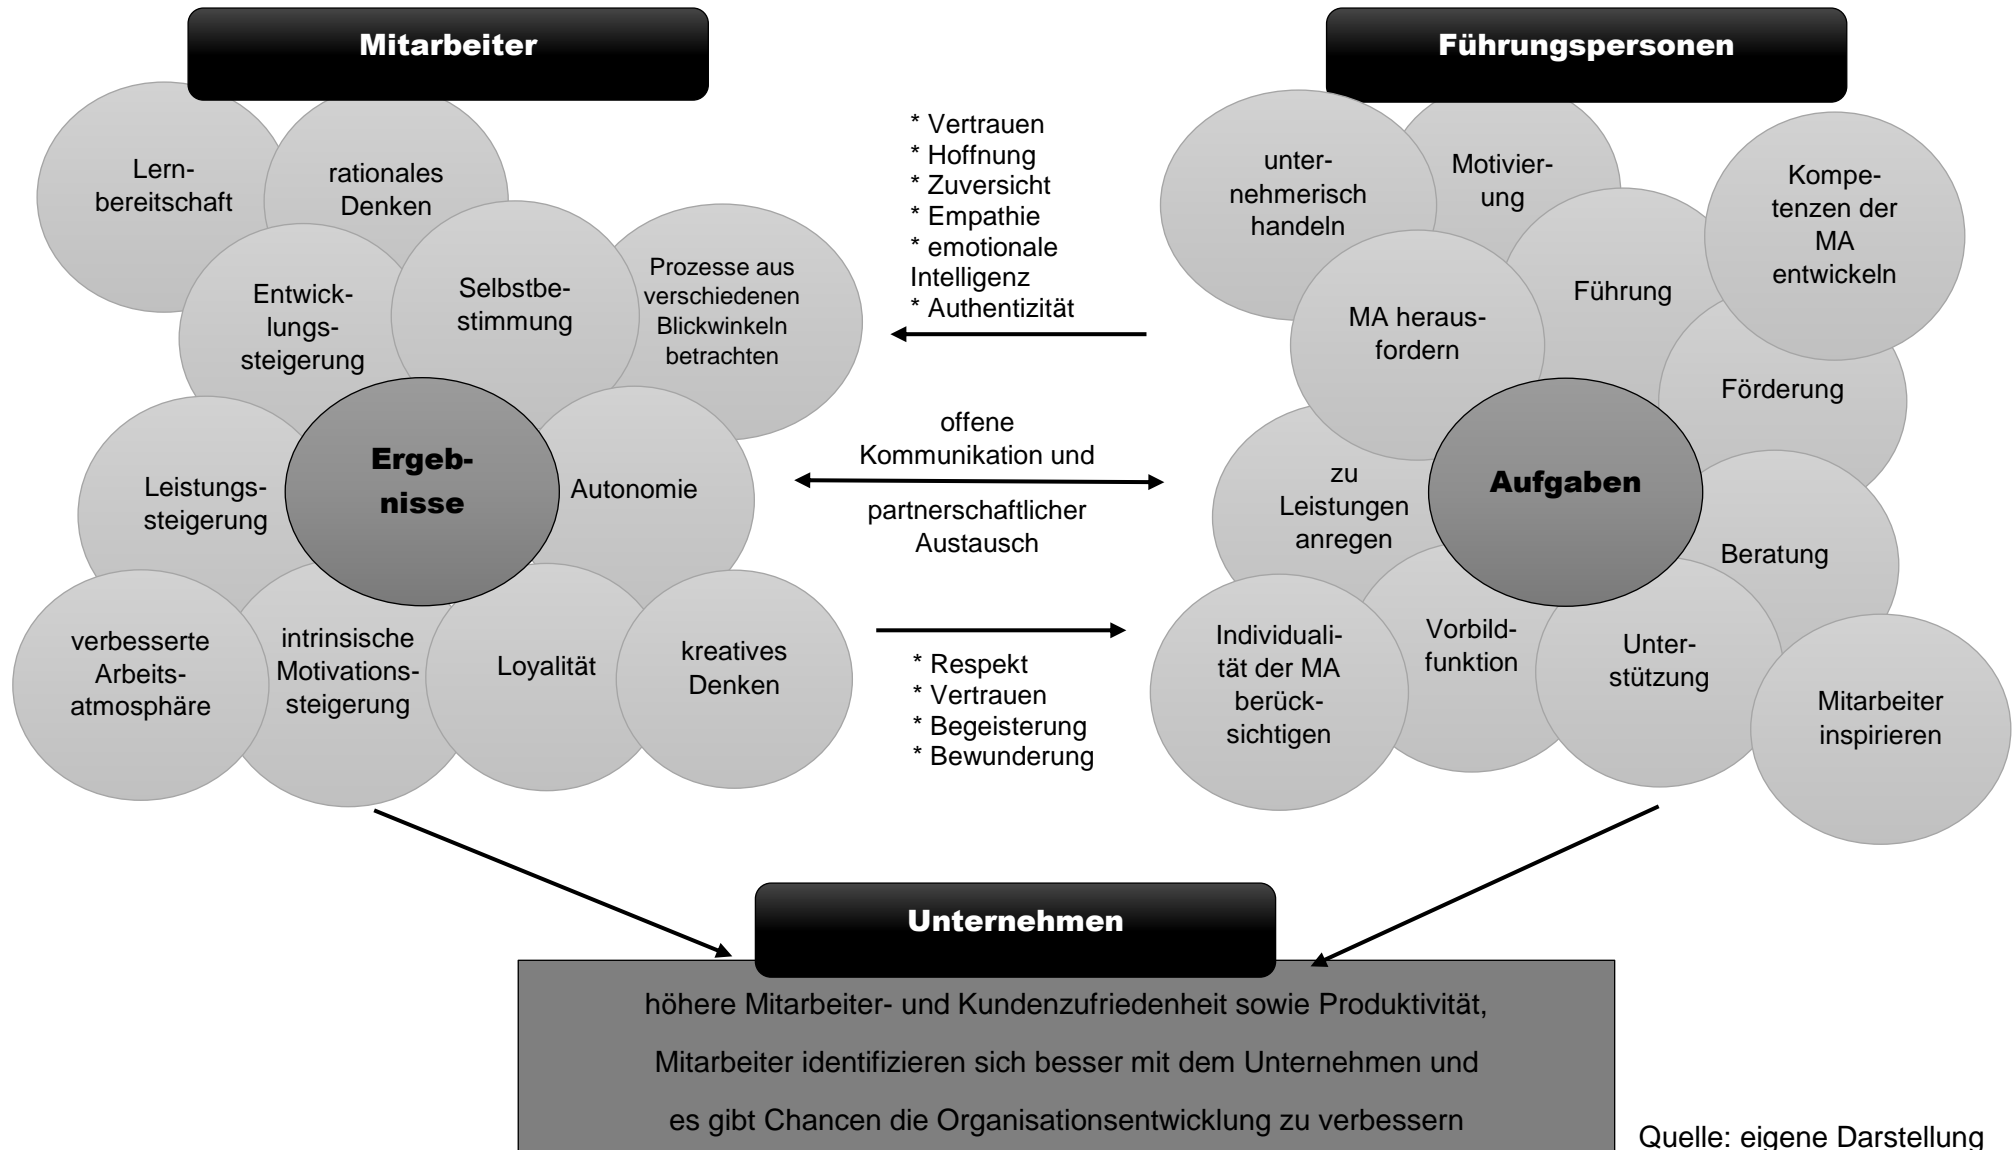 Mitarbeiter
Lern-
bereitschaft
rationales
Denken
Entwick-
lungs-
steigerung
Selbstbe-
stimmung
Prozesse aus
verschiedenen
Blickwinkeln
betrachten
Leistungs-
steigerung
Ergeb-
nisse
Autonomie
verbesserte
Arbeits-
atmosphäre
intrinsische
Motivations-
steigerung
Loyalität
kreatives
Denken
* Vertrauen
* Hoffnung
* Zuversicht
* Empathie
* emotionale
Intelligenz
* Authentizität
offene
Kommunikation und
partnerschaftlicher
Austausch
* Respekt
* Vertrauen
* Begeisterung
* Bewunderung
Führungspersonen
unter-
nehmerisch
handeln
Motivier-
ung
Kompe-
tenzen der
MA
entwickeln
MA heraus-
fordern
Führung
Förderung
zu
Leistungen
anregen
Aufgaben
Beratung
Individuali-
tät der MA
berück-
sichtigen
Vorbild-
funktion
Unter-
stützung
Mitarbeiter
inspirieren
Unternehmen
höhere Mitarbeiter- und Kundenzufriedenheit sowie Produktivität,
Mitarbeiter identifizieren sich besser mit dem Unternehmen und
es gibt Chancen die Organisationsentwicklung zu verbessern
Quelle: eigene Darstellung